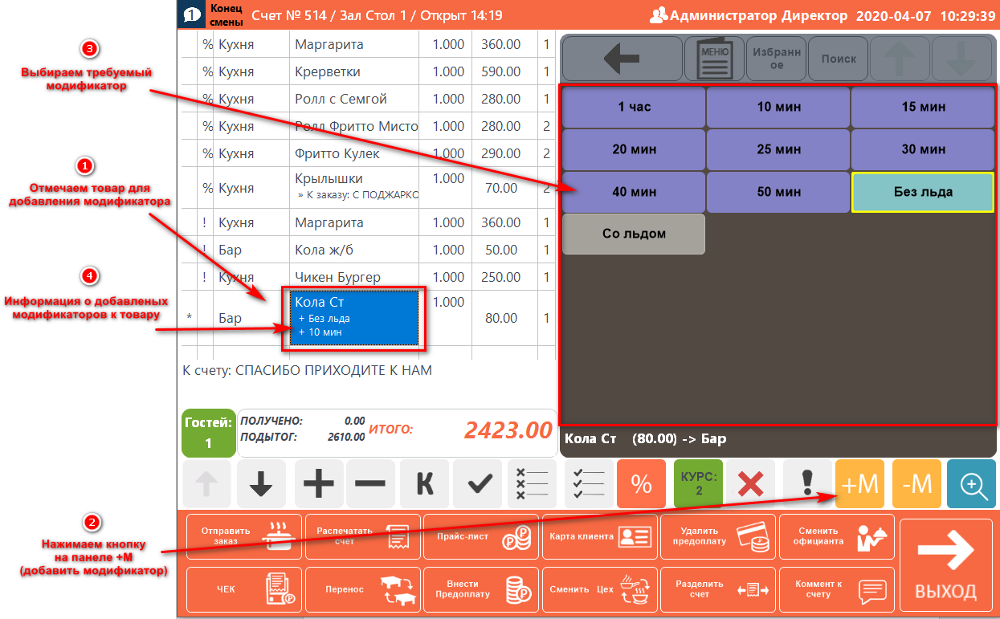 1 Конец смены Счет № 514 / Зал Стол 1 / Открыт 14:19 Администратор Директор 2020-04-07 10:29:39
3
Выбираем требуемый
модификатор
1
Отмечаем товар для
добавления модификатора
4
Информация о добавленых
модификаторов к товару
2
Нажимаем кнопку
на панеле +М
(добавить модификатор)
% Кухня Маргарита 1.000 360.00 1
% Кухня Крерветки 1.000 590.00 1
% Кухня Ролл с Семгой 1.000 280.00 1
% Кухня Ролл Фритто Мисто 1.000 280.00 2
% Кухня Фритто Кулек 1.000 290.00 2
% Кухня Крылышки 1.000 70.00 2
» К заказу: С ПОДЖАРКО
! Кухня Маргарита 1.000 360.00 1
! Бар Кола ж/б 1.000 50.00 1
! Кухня Чикен Бургер 1.000 250.00 1
* Бар Кола Ст 1.000 80.00 1
+ Без льда
+ 10 мин
К счету: СПАСИБО ПРИХОДИТЕ К НАМ
Гостей:
1
ПОЛУЧЕНО: 0.00
ПОДЫТОГ: 2610.00
ИТОГО: 2423.00
МЕНЮ
Избранн
ое
Поиск
1 час 10 мин 15 мин
20 мин 25 мин 30 мин
40 мин 50 мин Без льда
Со льдом
Кола Ст (80.00) -> Бар
К % КУРС: +М -М
2
Отправить
заказ
Распечатать
счет
Прайс-лист
Карта клиента
Удалить
предоплату
Сменить
официанта
ЧЕК
Перенос
Внести
Предоплату
Сменить Цех
Разделить
счет
Коммент к
счету
ВЫХОД